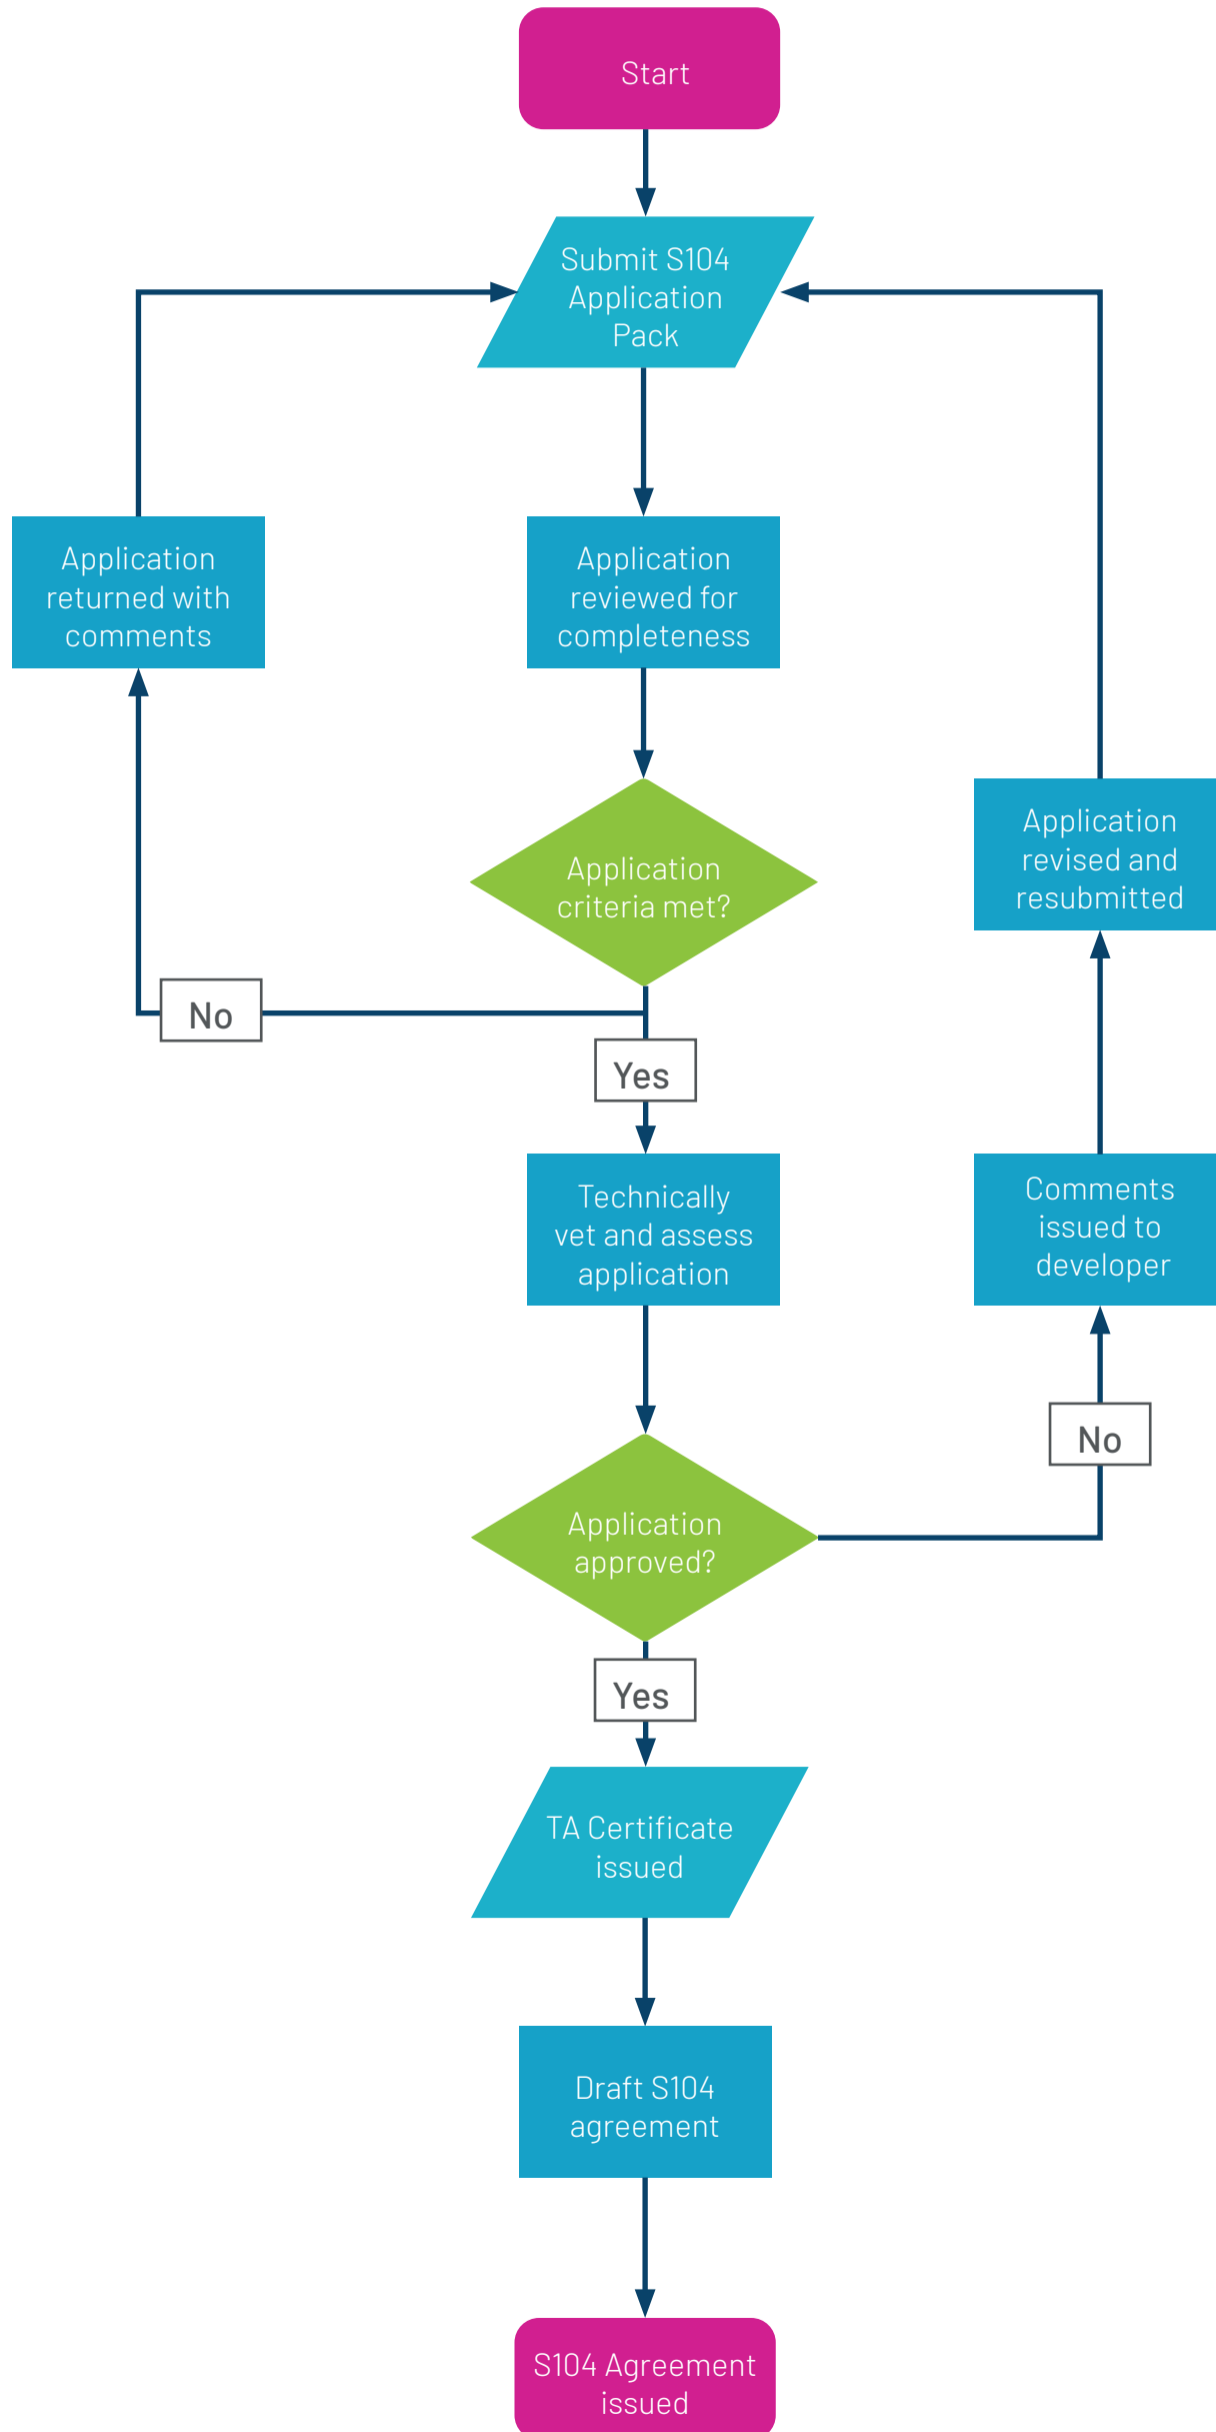 Start
Submit S104
Application
Pack
Application
returned with
comments
Application
reviewed for
completeness
Application
criteria met?
Application
revised and
resubmitted
No
Yes
Technically
vet and assess
application
Comments
issued to
developer
No
Application
approved?
Yes
TA Certificate
issued
Draft S104
agreement
S104 Agreement
issued